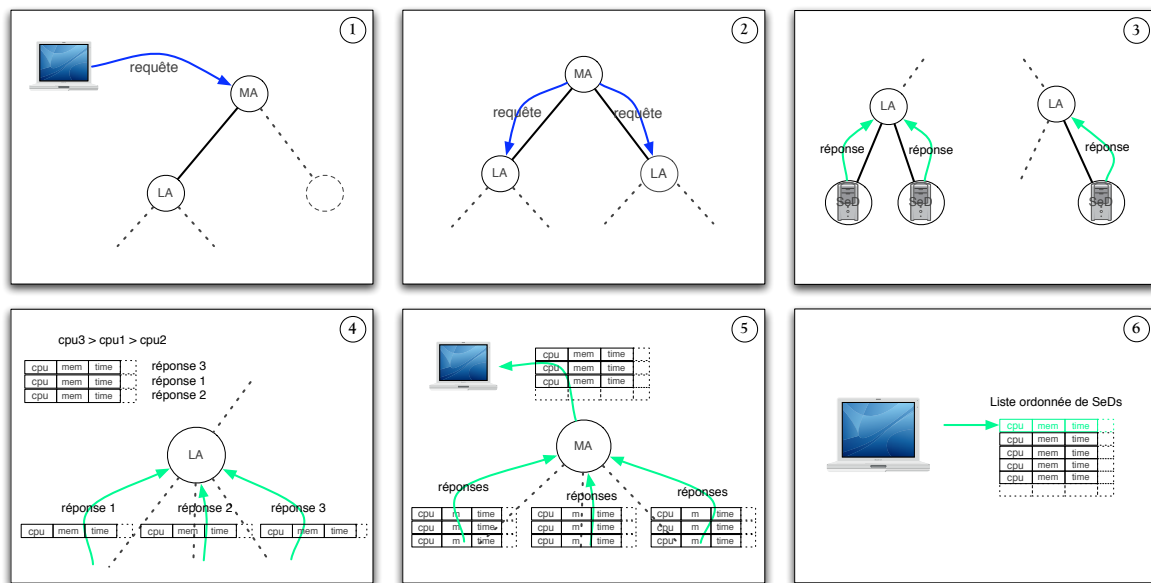 1
requête
MA
LA
2
MA
requête requête
LA LA
3
LA LA
réponse réponse réponse
SeD SeD SeD
4
cpu3 > cpu1 > cpu2
cpu mem time réponse 3
cpu mem time réponse 1
cpu mem time réponse 2
LA
réponse 1 réponse 2 réponse 3
cpu mem time cpu mem time cpu mem time
5
cpu mem time
cpu mem time
cpu mem time
MA
réponses réponses réponses
cpu m time cpu m time cpu m time
cpu m time cpu m time cpu m time
cpu m time cpu m time cpu m time
6
Liste ordonnée de SeDs
cpu mem time
cpu mem time
cpu mem time
cpu mem time
cpu mem time